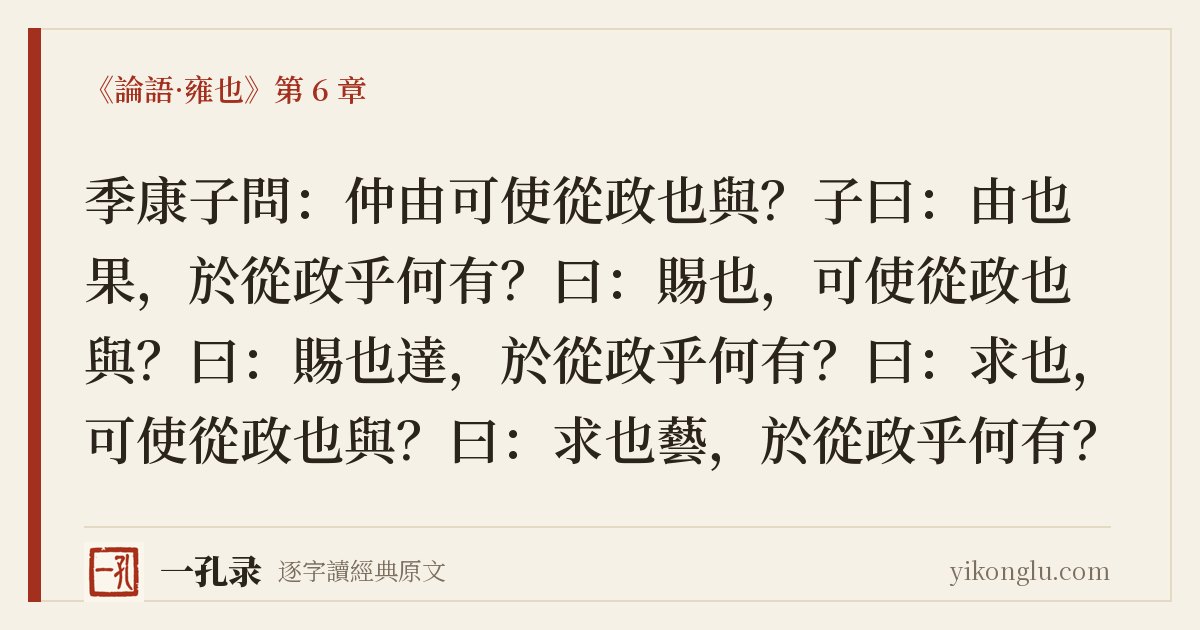 《論語·雍也》第 6 章
季康子問：仲由可使從政也與？子曰：由也
果，於從政乎何有？曰：賜也，可使從政也
與？曰：賜也達，於從政乎何有？曰：求也，
可使從政也與？曰：求也藝，於從政乎何有？
一孔
一孔录 逐字讀經典原文
yikonglu.com